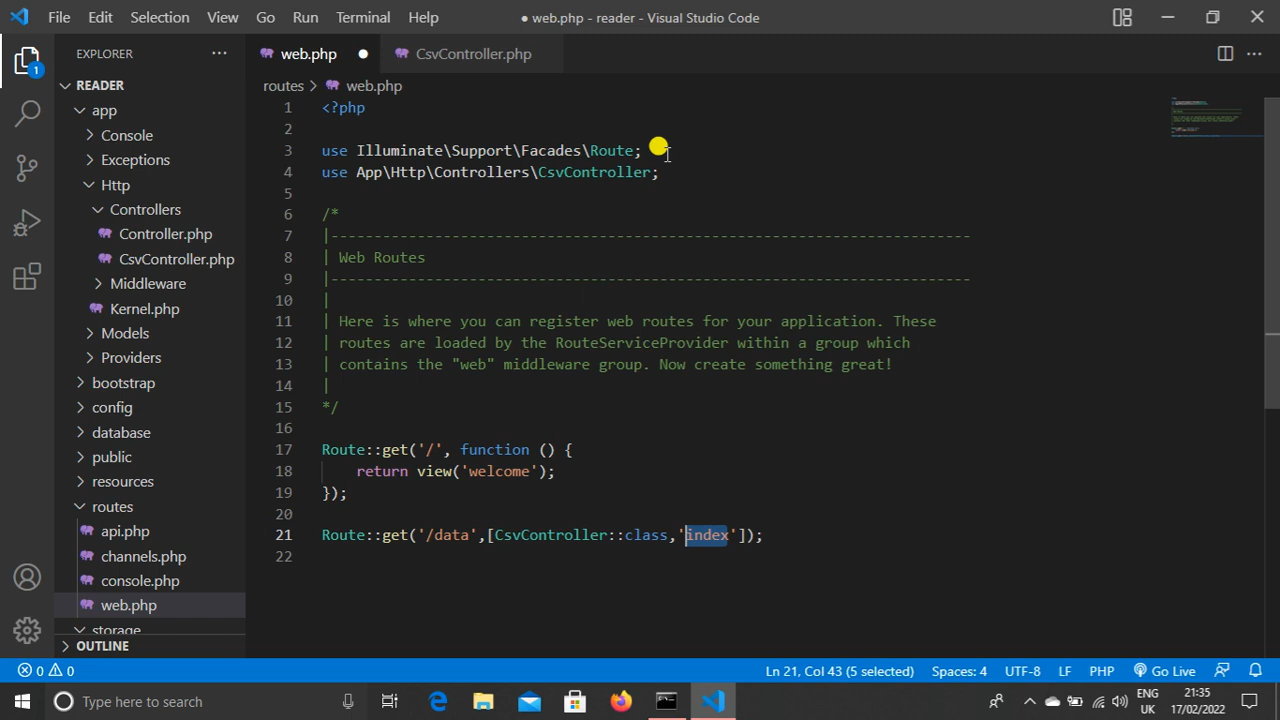 File Edit Selection View Go Run Terminal Help
● web.php - reader - Visual Studio Code
EXPLORER ...
web.php ●
CsvController.php
routes > web.php
1
READER
app
Console
Exceptions
Http
Controllers
Controller.php
CsvController.php
Middleware
Kernel.php
Models
Providers
bootstrap
config
database
public
resources
routes
api.php
channels.php
console.php
web.php
storage
OUTLINE
1 <?php
2
3 use Illuminate\Support\Facades\Route;
4 use App\Http\Controllers\CsvController;
5
6 /*
7 |--------------------------------------------------------------------------
8 | Web Routes
9 |--------------------------------------------------------------------------
10 |
11 | Here is where you can register web routes for your application. These
12 | routes are loaded by the RouteServiceProvider within a group which
13 | contains the "web" middleware group. Now create something great!
14 |
15 */
16
17 Route::get('/', function () {
18 return view('welcome');
19 });
20
21 Route::get('/data',[CsvController::class,'index']);
22
0 0 Ln 21, Col 43 (5 selected) Spaces: 4 UTF-8 LF PHP Go Live
Type here to search
ENG
UK
21:35
17/02/2022